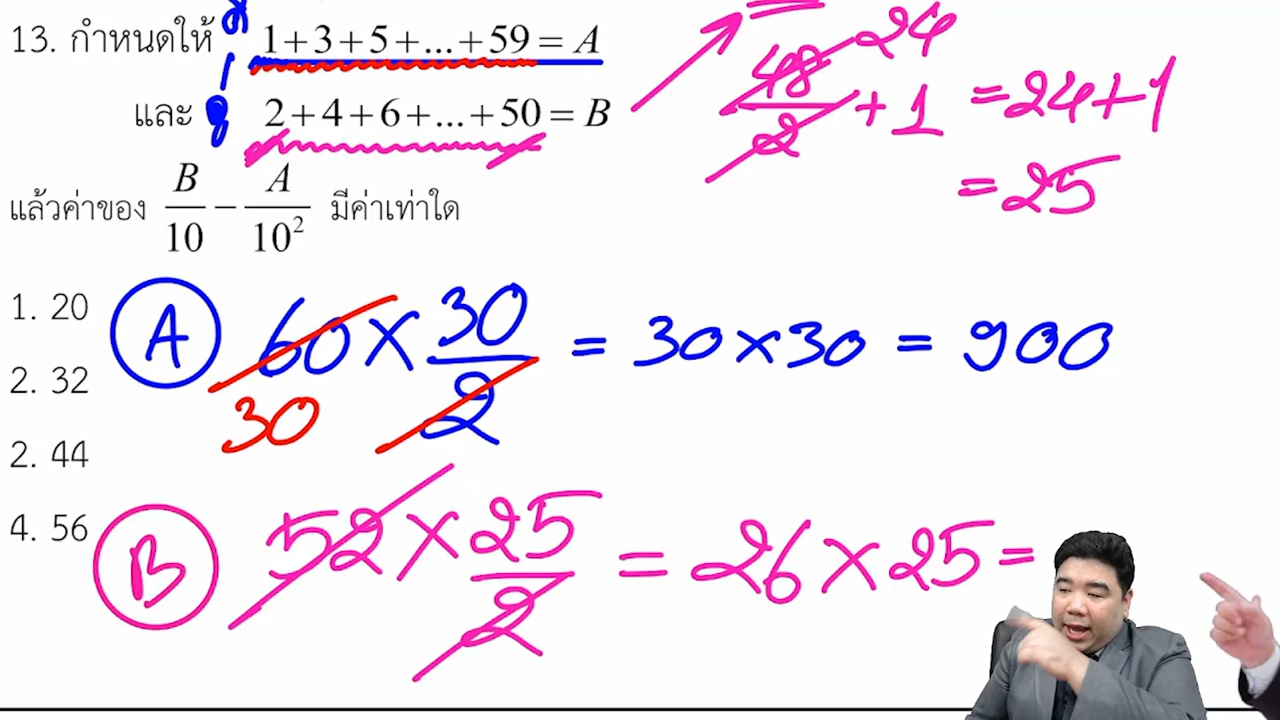 13. กำหนดให้ 1+3+5+...+59 = A
และ 2+4+6+...+50 = B
แล้วค่าของ B/10 − A/10² มีค่าเท่าใด
1. 20
2. 32
2. 44
4. 56
24
48/2 + 1 = 24+1
= 25
A 60 × 30/2 = 30×30 = 900
30
B 52 × 25/2 = 26×25 =